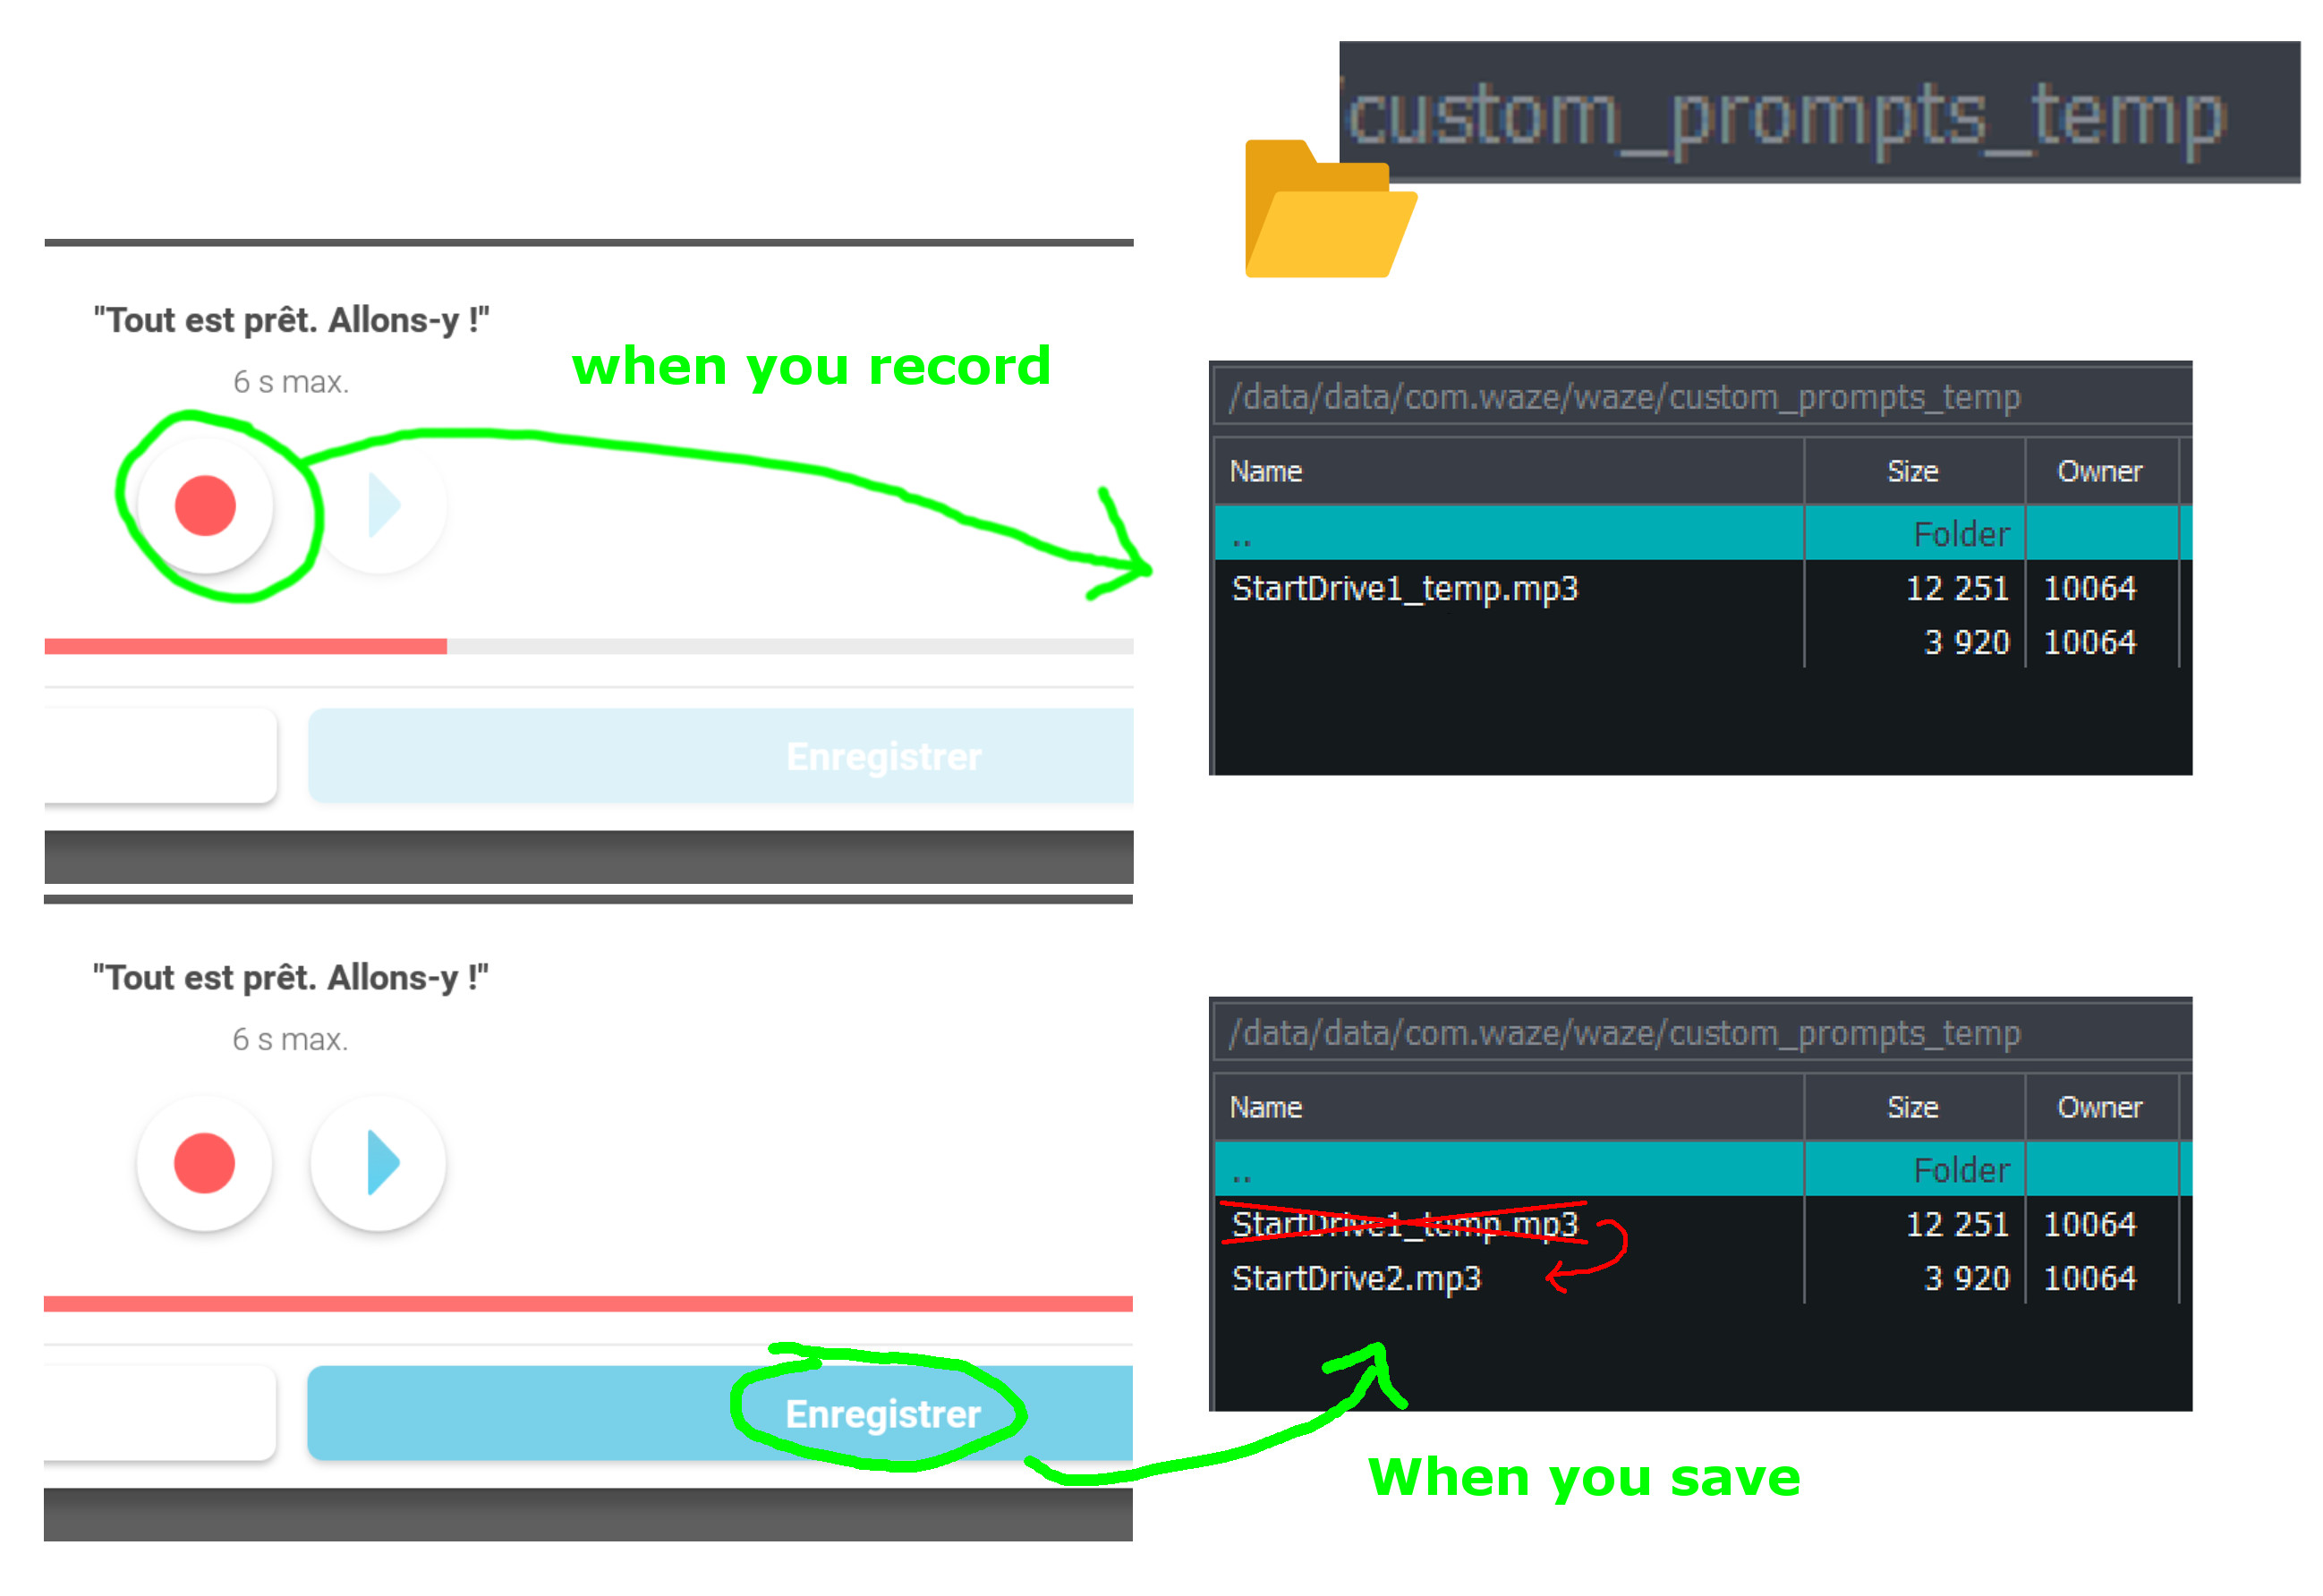 custom_prompts_temp
"Tout est prêt. Allons-y !"
6 s max.
when you record
Enregistrer
/data/data/com.waze/waze/custom_prompts_temp
Name Size Owner
.. Folder
StartDrive1_temp.mp3 12 251 10064
3 920 10064
"Tout est prêt. Allons-y !"
6 s max.
Enregistrer
/data/data/com.waze/waze/custom_prompts_temp
Name Size Owner
.. Folder
StartDrive1_temp.mp3 12 251 10064
StartDrive2.mp3 3 920 10064
When you save